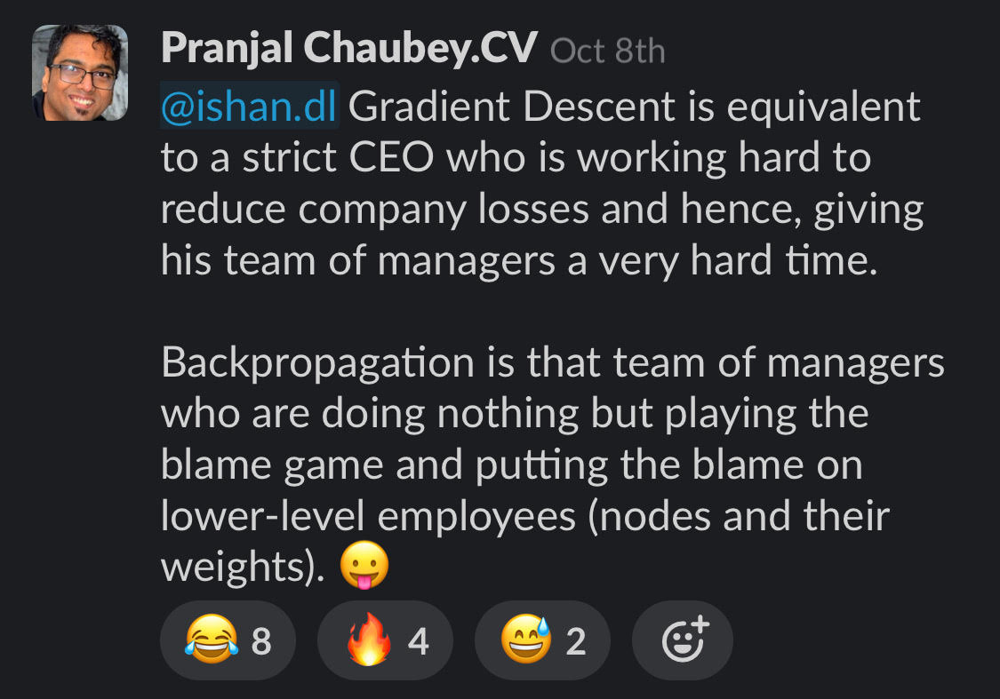 Pranjal Chaubey.CV Oct 8th
@ishan.dl Gradient Descent is equivalent
to a strict CEO who is working hard to
reduce company losses and hence, giving
his team of managers a very hard time.
Backpropagation is that team of managers
who are doing nothing but playing the
blame game and putting the blame on
lower-level employees (nodes and their
weights). 😛
😂 8 🔥 4 😅 2